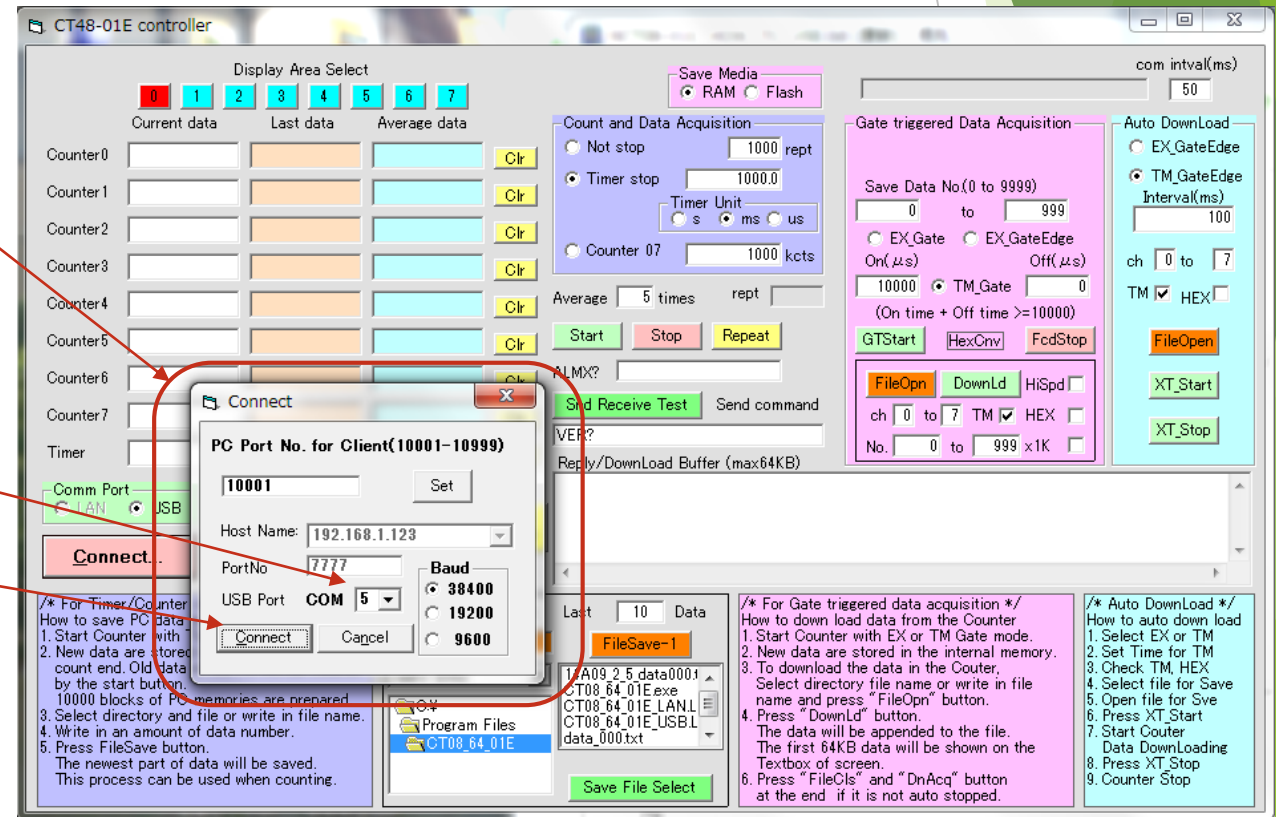 CT48-01E controller
Display Area Select
0 1 2 3 4 5 6 7
Current data Last data Average data
Counter0 Clr
Counter1 Clr
Counter2 Clr
Counter3 Clr
Counter4 Clr
Counter5 Clr
Counter6 Clr
Counter7
Timer
Comm Port
LAN USB
Connect...
Save Media
RAM Flash
Count and Data Acquisition
Not stop 1000 rept
Timer stop 1000.0
Timer Unit
s ms us
Counter 07 1000 kcts
Average 5 times rept
Start Stop Repeat
ALMX?
Snd Receive Test Send command
VER?
Reply/DownLoad Buffer (max64KB)
com intval(ms)
50
Gate triggered Data Acquisition
Save Data No.(0 to 9999)
0 to 999
EX_Gate EX_GateEdge
On(μs) Off(μs)
10000 TM_Gate 0
(On time + Off time >=10000)
GTStart HexCnv FcdStop
FileOpn DownLd HiSpd
ch 0 to 7 TM HEX
No. 0 to 999 x1K
Auto DownLoad
EX_GateEdge
TM_GateEdge
Interval(ms)
100
ch 0 to 7
TM HEX
FileOpen
XT_Start
XT_Stop
Connect
PC Port No. for Client(10001-10999)
10001 Set
Host Name: 192.168.1.123
PortNo 7777
USB Port COM 5
Baud
38400
19200
9600
Connect Cancel
/* For Timer/Counter
How to save PC data
1. Start Counter with T
2. New data are stored
count end. Old data
by the start button.
10000 blocks of PC memories are prepared
3. Select directory and file or write in file name.
4. Write in an amount of data number.
5. Press FileSave button.
The newest part of data will be saved.
This process can be used when counting.
Last 10 Data
FileSave-1
C:¥
Program Files
CT08_64_01E
data000.t
CT08_64_01E.exe
CT08_64_01E_LAN.L
CT08_64_01E_USB.L
data_000.txt
Save File Select
/* For Gate triggered data acquisition */
How to down load data from the Counter
1. Start Counter with EX or TM Gate mode.
2. New data are stored in the internal memory.
3. To download the data in the Couter,
Select directory file name or write in file
name and press "FileOpn" button.
4. Press "DownLd" button.
The data will be appended to the file.
The first 64KB data will be shown on the
Textbox of screen.
6. Press "FileCls" and "DnAcq" button
at the end if it is not auto stopped.
/* Auto DownLoad */
How to auto down load
1. Select EX or TM
2. Set Time for TM
3. Check TM, HEX
4. Select file for Save
5. Open file for Sve
6. Press XT_Start
7. Start Couter
Data DownLoading
8. Press XT_Stop
9. Counter Stop